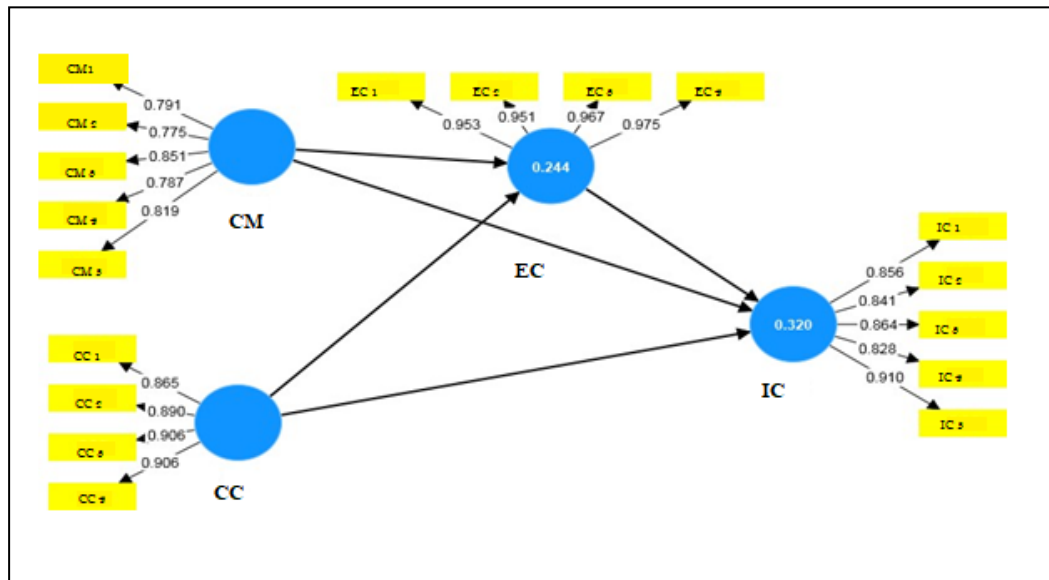 CM1
CM 2
CM 3
CM 4
CM 5
0.791
0.775
0.851
0.787
0.819
CM
EC 1
EC 2
EC 3
EC 4
0.953
0.951
0.967
0.975
0.244
EC
CC 1
CC 2
CC 3
CC 4
0.865
0.890
0.906
0.906
CC
0.320
IC
0.856
0.841
0.864
0.828
0.910
IC 1
IC 2
IC 3
IC 4
IC 5